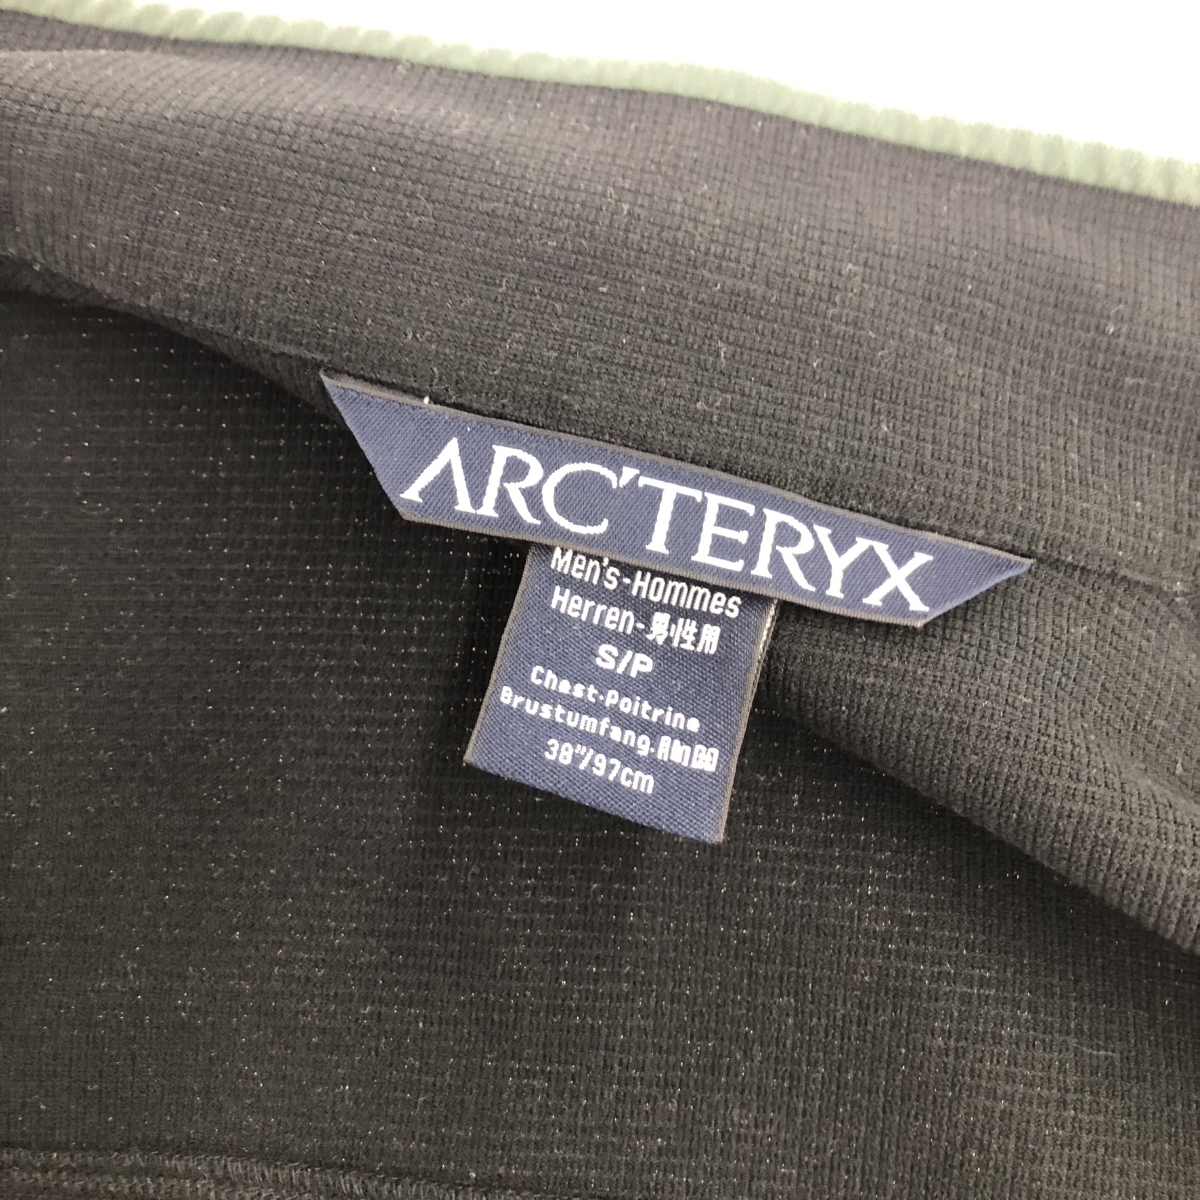 ARC'TERYX
Men's-Hommes
Herren-男性用
S/P
Chest·Poitrine
Brustumfang·胸囲
38"/97cm